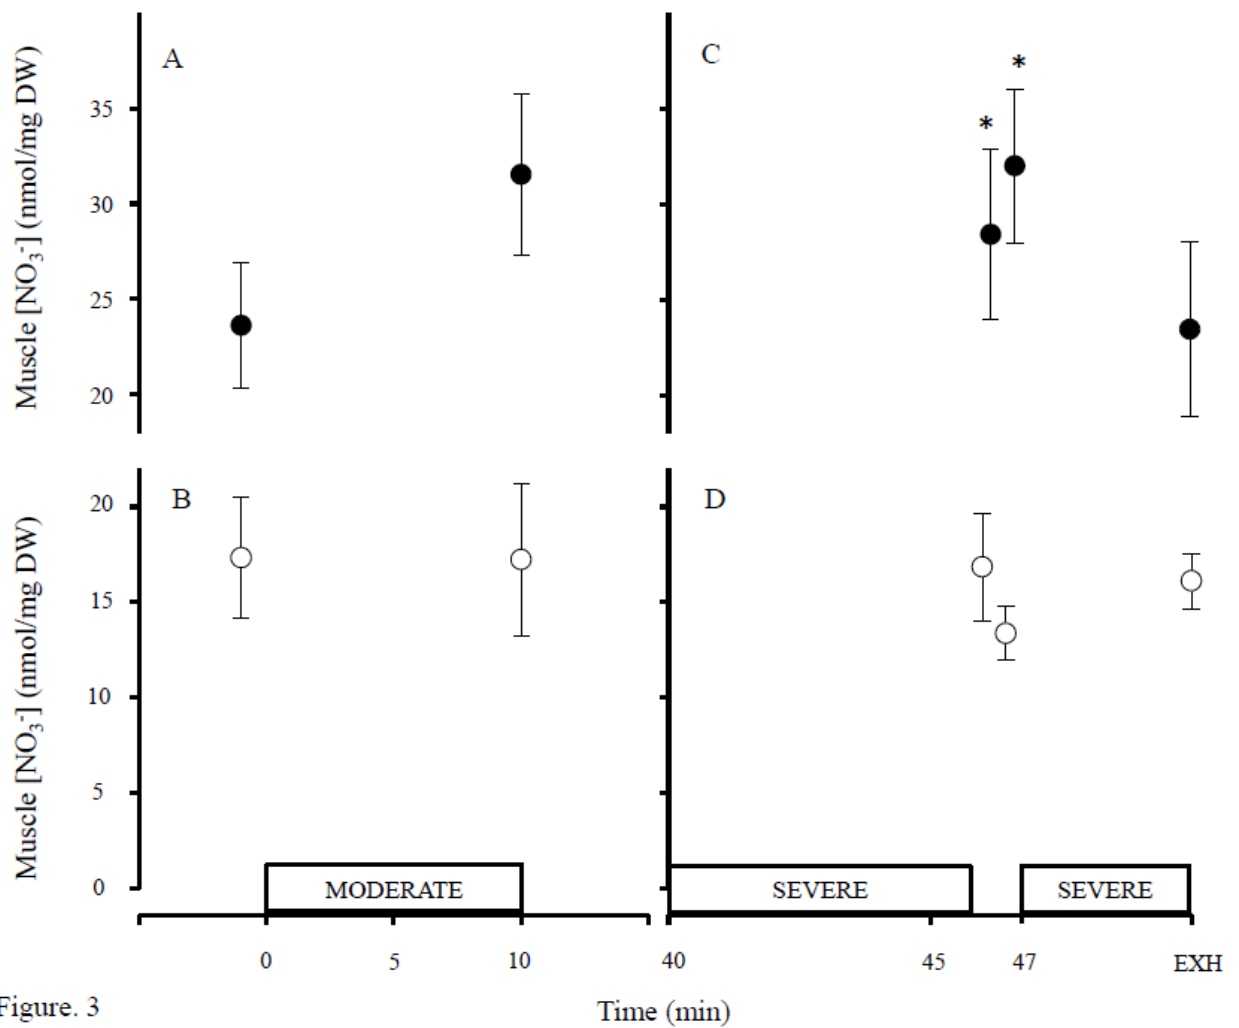 A
C
*
*
Muscle [NO₃⁻] (nmol/mg DW)
35
30
25
20
B
D
Muscle [NO₃⁻] (nmol/mg DW)
20
15
10
5
0
MODERATE
SEVERE
SEVERE
0
5
10
40
45
47
EXH
Figure. 3
Time (min)